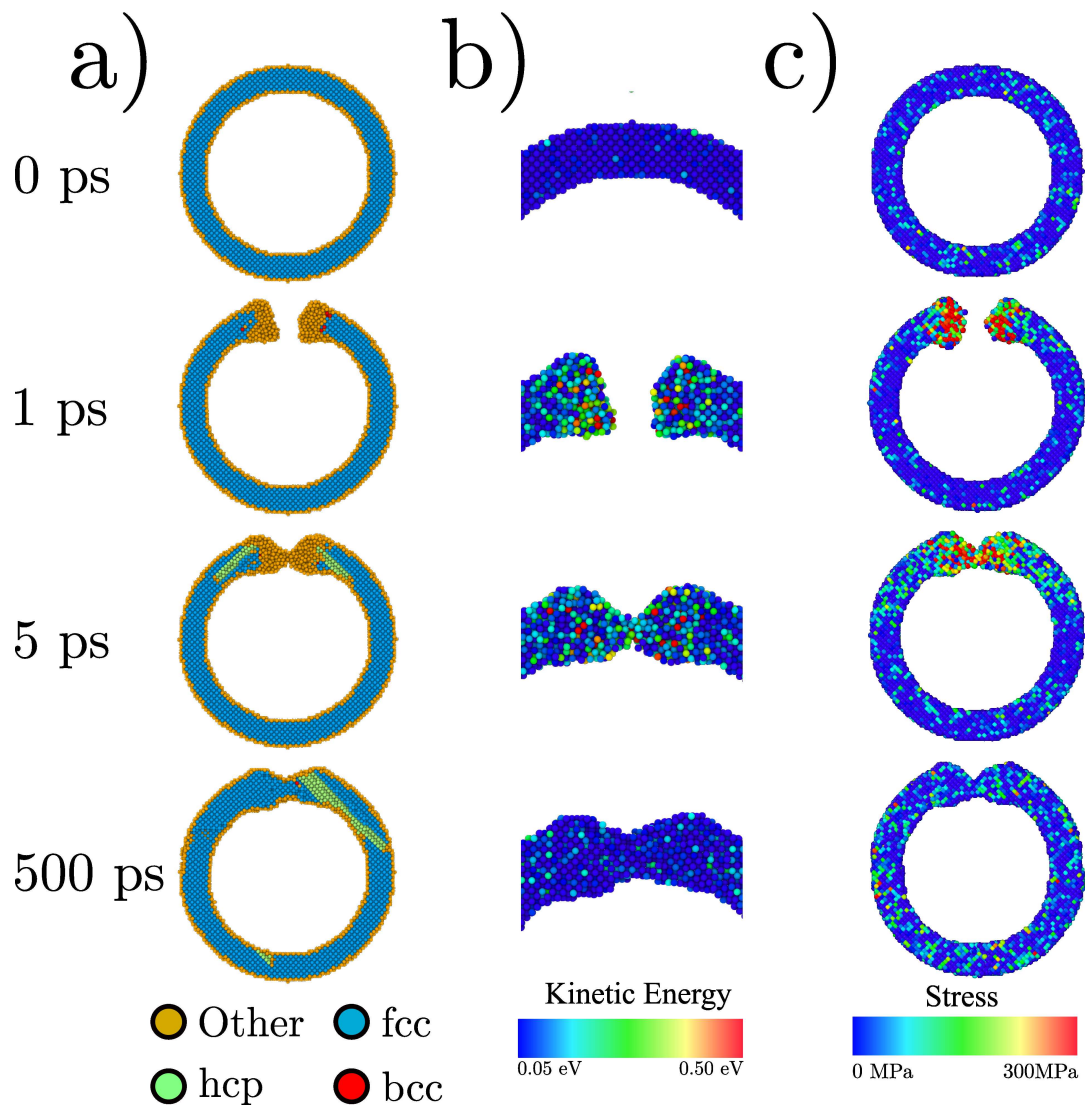 a) b) c)
0 ps
1 ps
5 ps
500 ps
Other fcc
hcp bcc
Kinetic Energy
0.05 eV 0.50 eV
Stress
0 MPa 300MPa